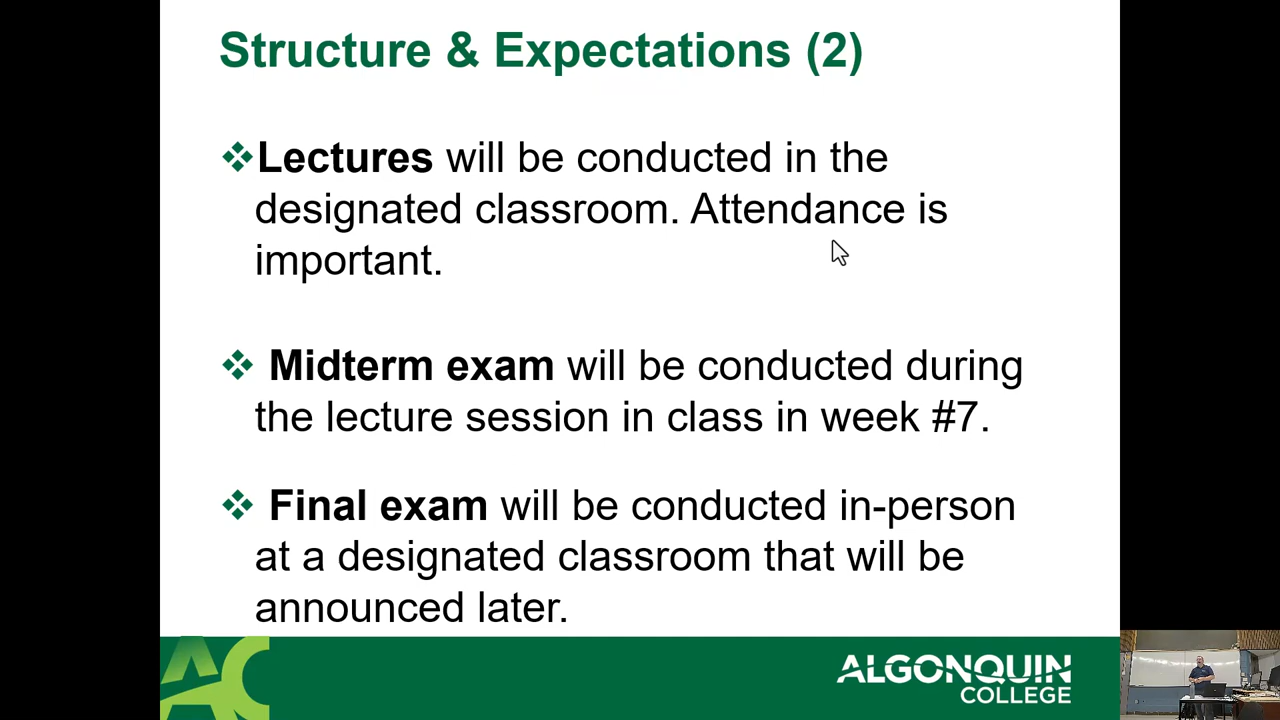 Structure & Expectations (2)
❖Lectures will be conducted in the
designated classroom. Attendance is
important.
❖ Midterm exam will be conducted during
the lecture session in class in week #7.
❖ Final exam will be conducted in-person
at a designated classroom that will be
announced later.
AC
ALGONQUIN
COLLEGE